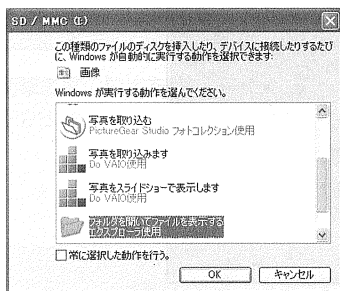 SD / MMC (E:)
この種類のファイルのディスクを挿入したり、デバイスに接続したりするたび
に、Windows が自動的に実行する動作を選択できます:
画像
Windows が実行する動作を選んでください。
写真を取り込む
PictureGear Studio フォトコレクション使用
写真を取り込みます
Do VAIO使用
写真をスライドショーで表示します
Do VAIO使用
フォルダを開いてファイルを表示する
エクスプローラ使用
常に選択した動作を行う。
OK
キャンセル